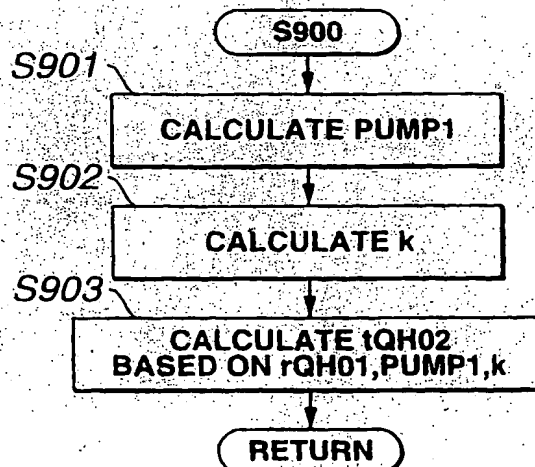 S900
S901
CALCULATE PUMP1
S902
CALCULATE k
S903
CALCULATE tQH02
BASED ON rQH01,PUMP1,k
RETURN